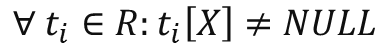 ∀ tᵢ ∈ R: tᵢ[X] ≠ NULL